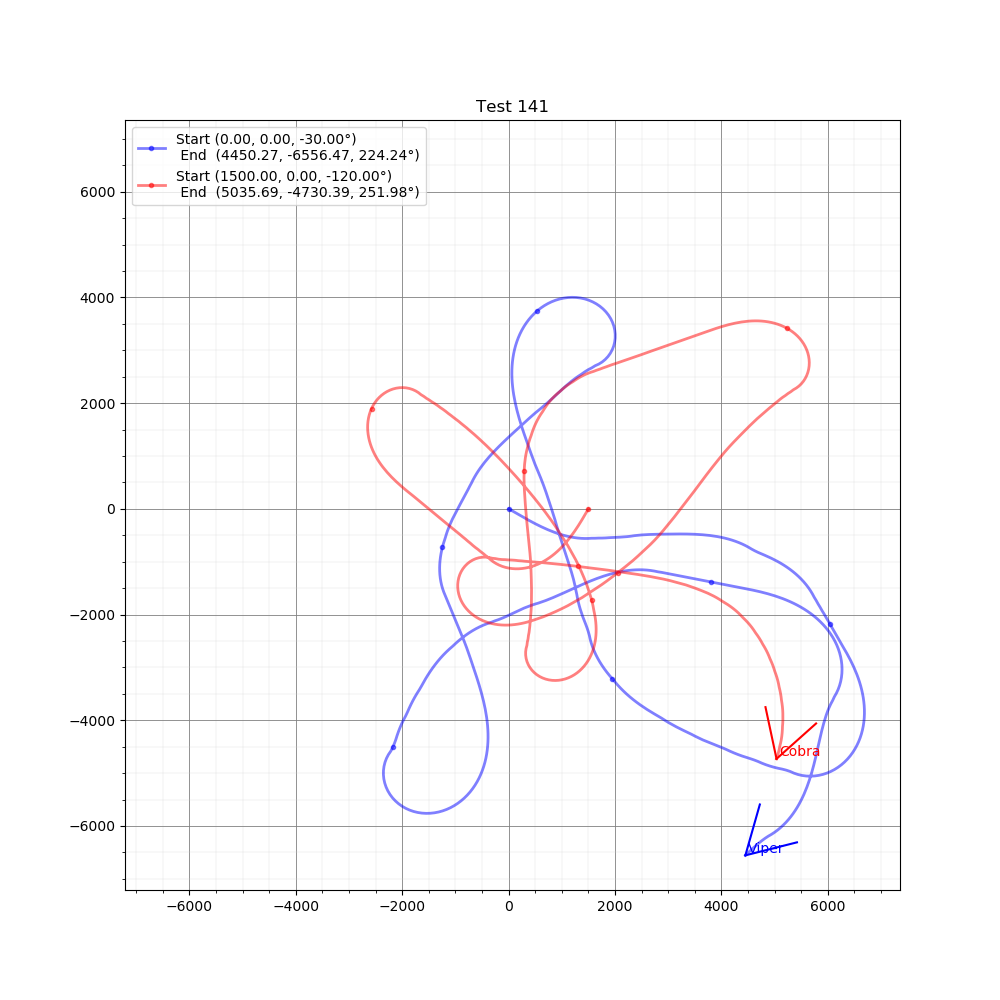 Test 141
Start (0.00, 0.00, -30.00°)
End (4450.27, -6556.47, 224.24°)
Start (1500.00, 0.00, -120.00°)
End (5035.69, -4730.39, 251.98°)
6000
4000
2000
0
−2000
−4000
−6000
Cobra
Viper
−6000 −4000 −2000 0 2000 4000 6000